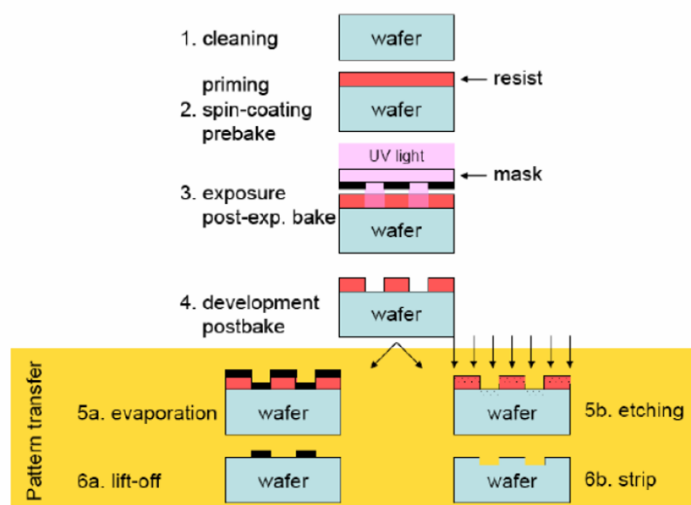 1. cleaning
wafer
priming
2. spin-coating
prebake
resist
wafer
UV light
mask
3. exposure
post-exp. bake
wafer
4. development
postbake
wafer
Pattern transfer
5a. evaporation
wafer
wafer
5b. etching
6a. lift-off
wafer
wafer
6b. strip